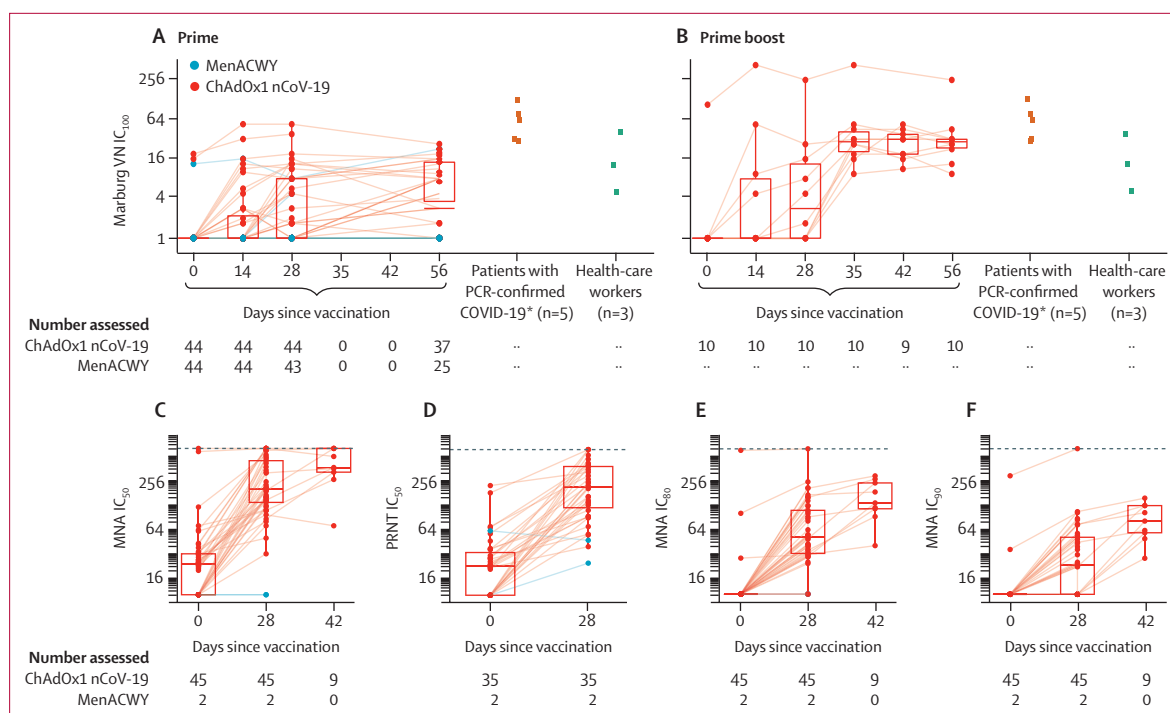 A Prime
MenACWY
ChAdOx1 nCoV-19
Marburg VN IC100
256
64
16
4
1
0 14 28 35 42 56
Patients with
PCR-confirmed
COVID-19* (n=5)
Health-care
workers
(n=3)
Days since vaccination
B Prime boost
256
64
16
4
1
0 14 28 35 42 56
Patients with
PCR-confirmed
COVID-19* (n=5)
Health-care
workers
(n=3)
Days since vaccination
Number assessed
ChAdOx1 nCoV-19 44 44 44 0 0 37 .. .. 10 10 10 10 9 10 .. ..
MenACWY 44 44 43 0 0 25 .. .. .. .. .. .. .. .. .. ..
C
MNA IC50
256
64
16
0 28 42
Days since vaccination
D
PRNT IC50
256
64
16
0 28
Days since vaccination
E
MNA IC80
256
64
16
0 28 42
Days since vaccination
F
MNA IC90
256
64
16
0 28 42
Days since vaccination
Number assessed
ChAdOx1 nCoV-19 45 45 9 35 35 45 45 9 45 45 9
MenACWY 2 2 0 2 2 2 2 0 2 2 0